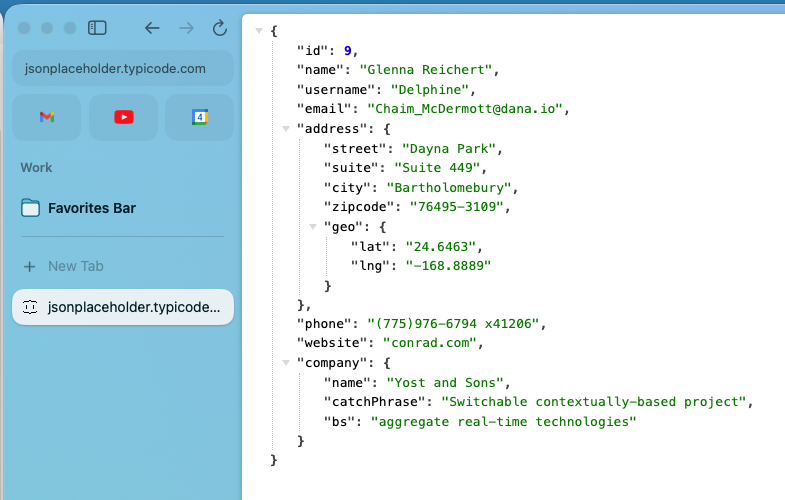 jsonplaceholder.typicode.com
4
Work
Favorites Bar
+ New Tab
jsonplaceholder.typicode...
{
"id": 9,
"name": "Glenna Reichert",
"username": "Delphine",
"email": "Chaim_McDermott@dana.io",
"address": {
"street": "Dayna Park",
"suite": "Suite 449",
"city": "Bartholomebury",
"zipcode": "76495-3109",
"geo": {
"lat": "24.6463",
"lng": "-168.8889"
}
},
"phone": "(775)976-6794 x41206",
"website": "conrad.com",
"company": {
"name": "Yost and Sons",
"catchPhrase": "Switchable contextually-based project",
"bs": "aggregate real-time technologies"
}
}